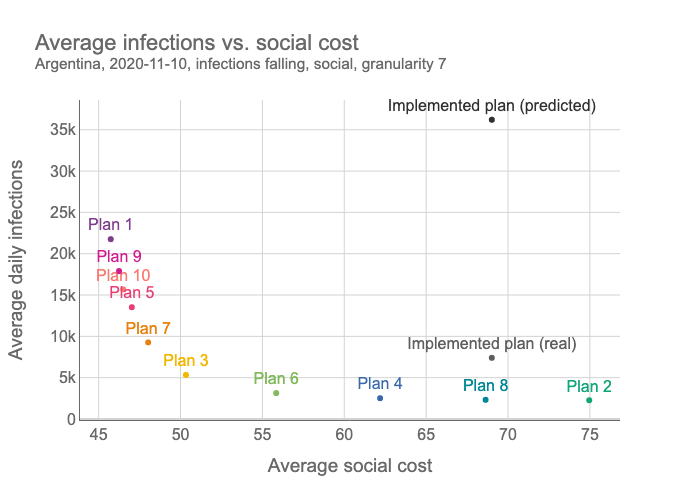 Average infections vs. social cost
Argentina, 2020-11-10, infections falling, social, granularity 7
Average daily infections
35k
30k
25k
20k
15k
10k
5k
0
Implemented plan (predicted)
Plan 1
Plan 9
Plan 10
Plan 5
Plan 7
Plan 3
Implemented plan (real)
Plan 6
Plan 4
Plan 8
Plan 2
45
50
55
60
65
70
75
Average social cost